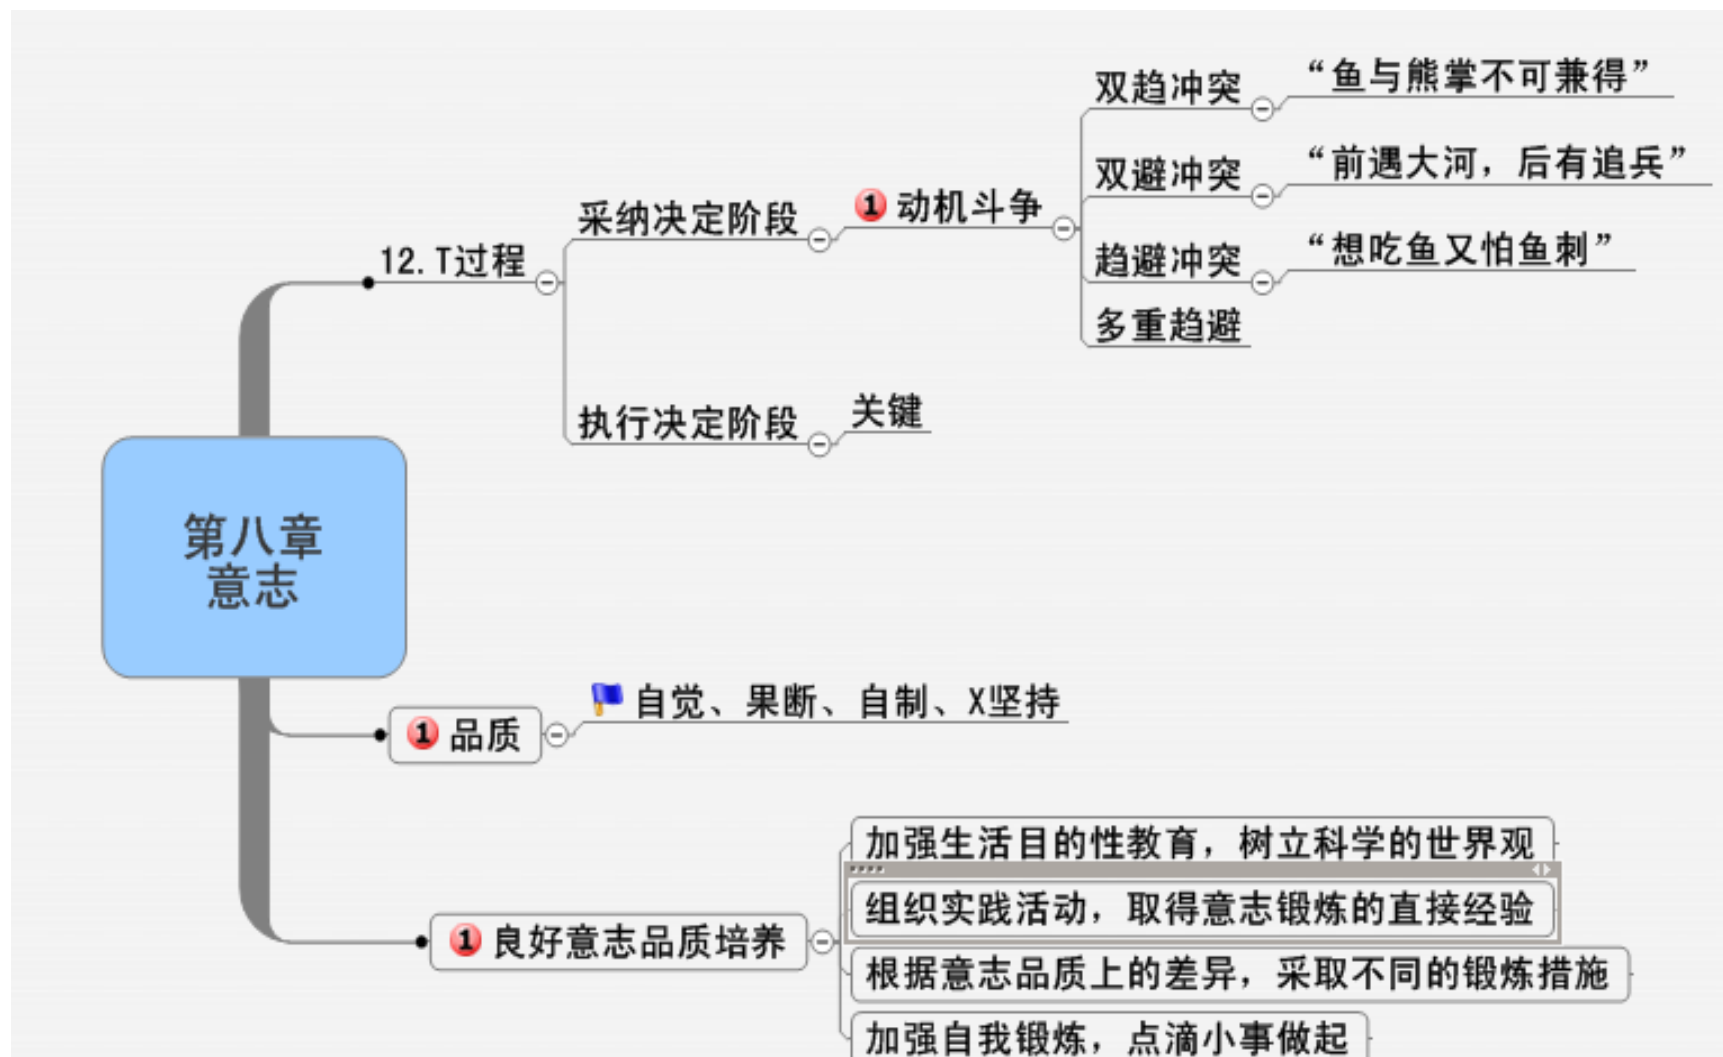 第八章
意志
12.T过程
采纳决定阶段
1 动机斗争
双趋冲突
“鱼与熊掌不可兼得”
双避冲突
“前遇大河，后有追兵”
趋避冲突
“想吃鱼又怕鱼刺”
多重趋避
执行决定阶段
关键
1 品质
自觉、果断、自制、X坚持
1 良好意志品质培养
加强生活目的性教育，树立科学的世界观
组织实践活动，取得意志锻炼的直接经验
根据意志品质上的差异，采取不同的锻炼措施
加强自我锻炼，点滴小事做起